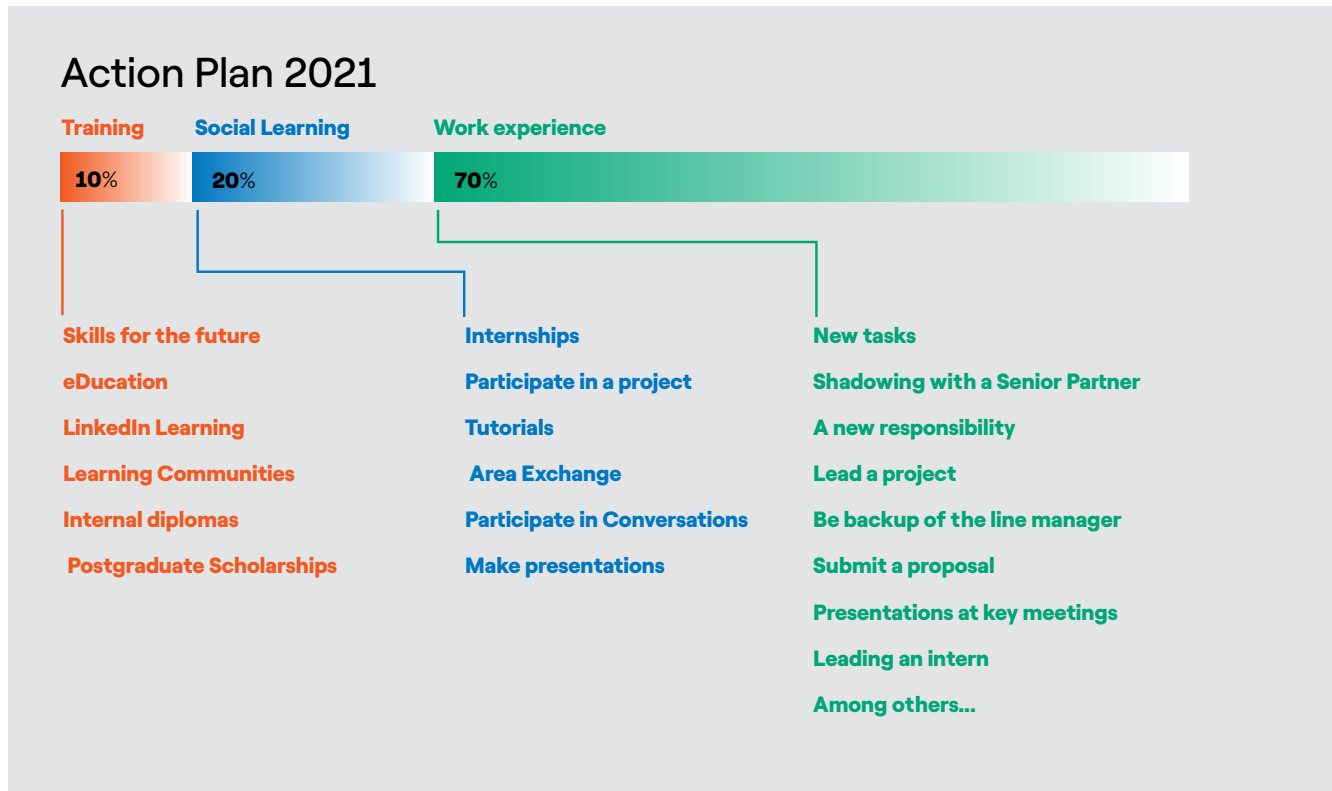 Action Plan 2021
Training
Social Learning
Work experience
10%
20%
70%
Skills for the future
eDucation
LinkedIn Learning
Learning Communities
Internal diplomas
Postgraduate Scholarships
Internships
Participate in a project
Tutorials
Area Exchange
Participate in Conversations
Make presentations
New tasks
Shadowing with a Senior Partner
A new responsibility
Lead a project
Be backup of the line manager
Submit a proposal
Presentations at key meetings
Leading an intern
Among others...